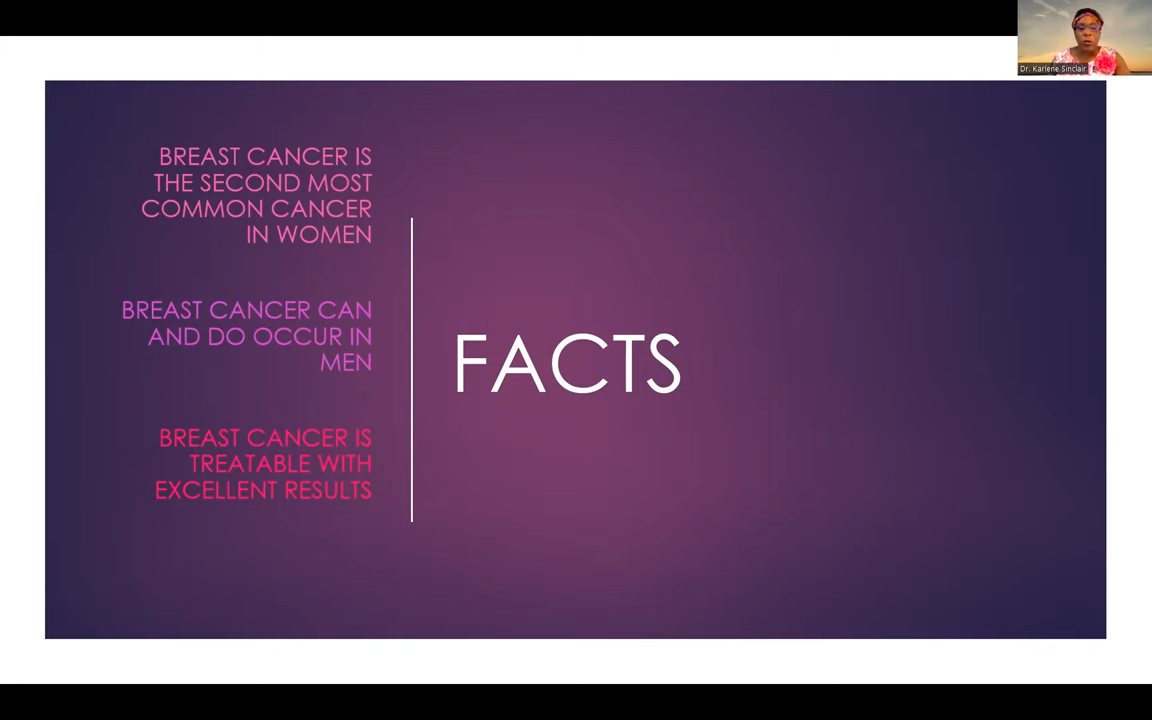 Dr. Karlene Sinclair
BREAST CANCER IS
THE SECOND MOST
COMMON CANCER
IN WOMEN
BREAST CANCER CAN
AND DO OCCUR IN
MEN
BREAST CANCER IS
TREATABLE WITH
EXCELLENT RESULTS
FACTS